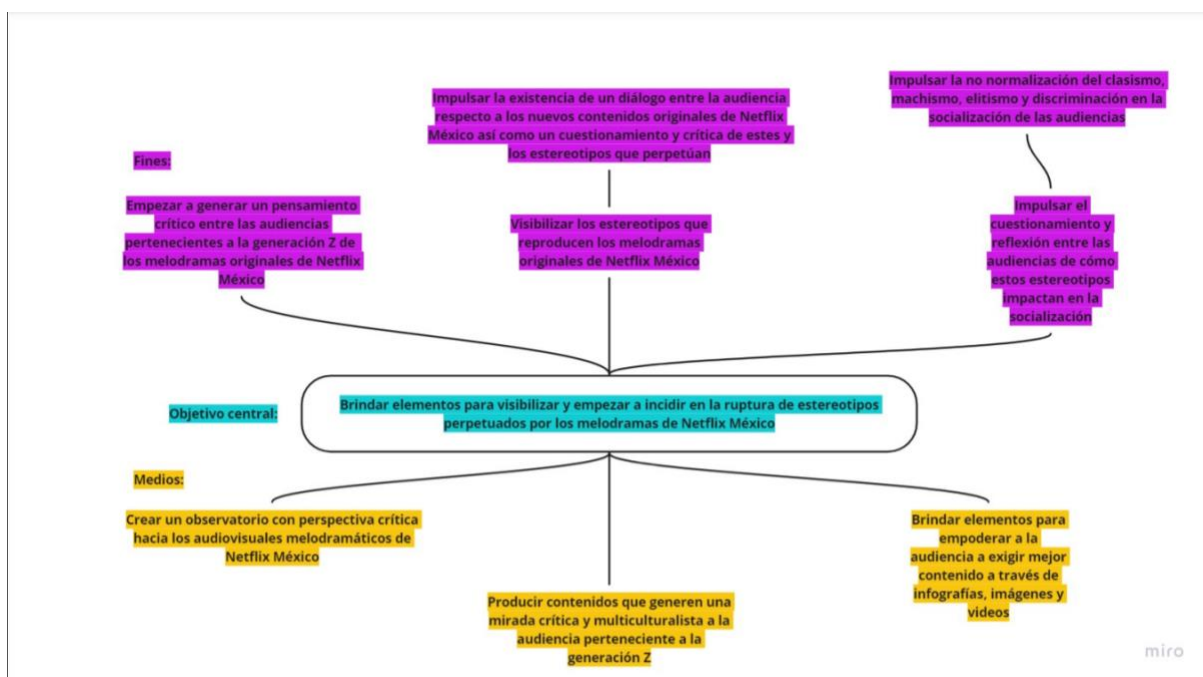 Impulsar la no normalización del clasismo,
machismo, elitismo y discriminación en la
socialización de las audiencias
Impulsar la existencia de un diálogo entre la audiencia
respecto a los nuevos contenidos originales de Netflix
México así como un cuestionamiento y crítica de estes y
los estereotipos que perpetúan
Fines:
Empezar a generar un pensamiento
crítico entre las audiencias
pertenecientes a la generación Z de
los melodramas originales de Netflix
México
Visibilizar los estereotipos que
reproducen los melodramas
originales de Netflix México
Impulsar el
cuestionamiento y
reflexión entre las
audiencias de cómo
estos estereotipos
impactan en la
socialización
Objetivo central:
Brindar elementos para visibilizar y empezar a incidir en la ruptura de estereotipos
perpetuados por los melodramas de Netflix México
Medios:
Crear un observatorio con perspectiva crítica
hacia los audiovisuales melodramáticos de
Netflix México
Producir contenidos que generen una
mirada crítica y multiculturalista a la
audiencia perteneciente a la
generación Z
Brindar elementos para
empoderar a la
audiencia a exigir mejor
contenido a través de
infografías, imágenes y
videos
miro